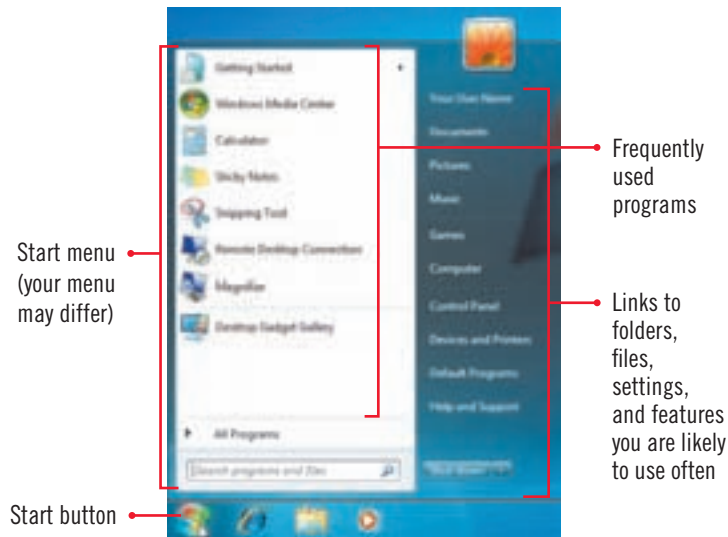 Getting Started
Windows Media Center
Calculator
Sticky Notes
Snipping Tool
Remote Desktop Connection
Magnifier
Desktop Gadget Gallery
All Programs
Search programs and files
Your User Name
Documents
Pictures
Music
Games
Computer
Control Panel
Devices and Printers
Default Programs
Help and Support
Start menu
(your menu
may differ)
Start button
Frequently
used
programs
Links to
folders,
files,
settings,
and features
you are likely
to use often